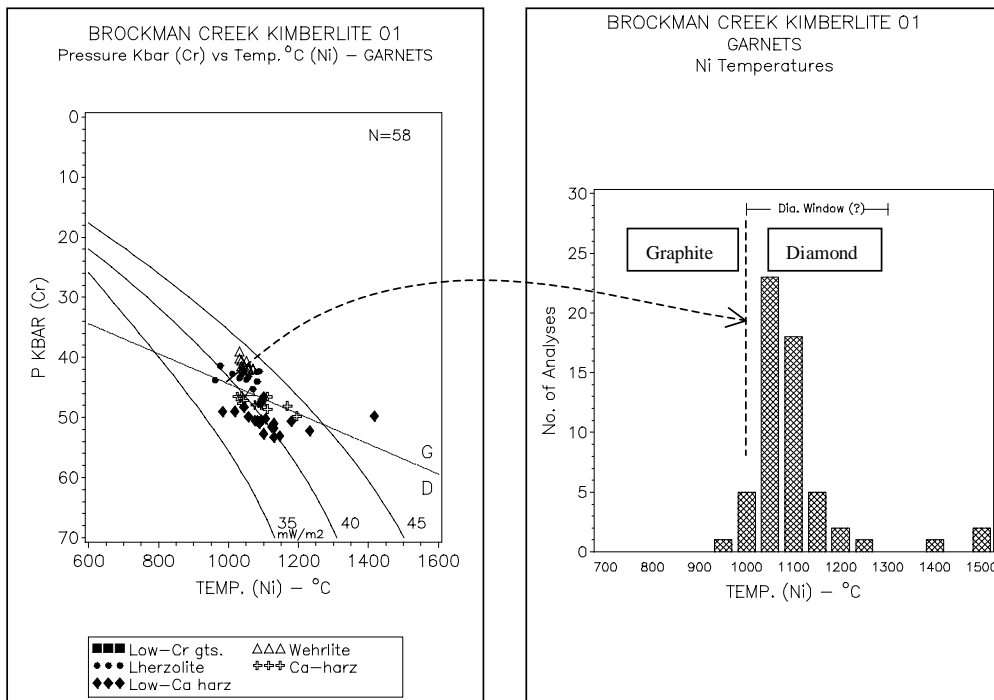 BROCKMAN CREEK KIMBERLITE 01
Pressure Kbar (Cr) vs Temp. °C (Ni) – GARNETS
N=58
0
10
20
30
40
50
60
70
P KBAR (Cr)
G
D
35
mW/m2
40
45
600 800 1000 1200 1400 1600
TEMP. (Ni) – °C
Low–Cr gts.
Wehrlite
Lherzolite
Ca–harz
Low–Ca harz
BROCKMAN CREEK KIMBERLITE 01
GARNETS
Ni Temperatures
30
25
20
15
10
5
0
No. of Analyses
Dia. Window (?)
Graphite
Diamond
700 800 900 1000 1100 1200 1300 1400 1500
TEMP. (Ni) – °C